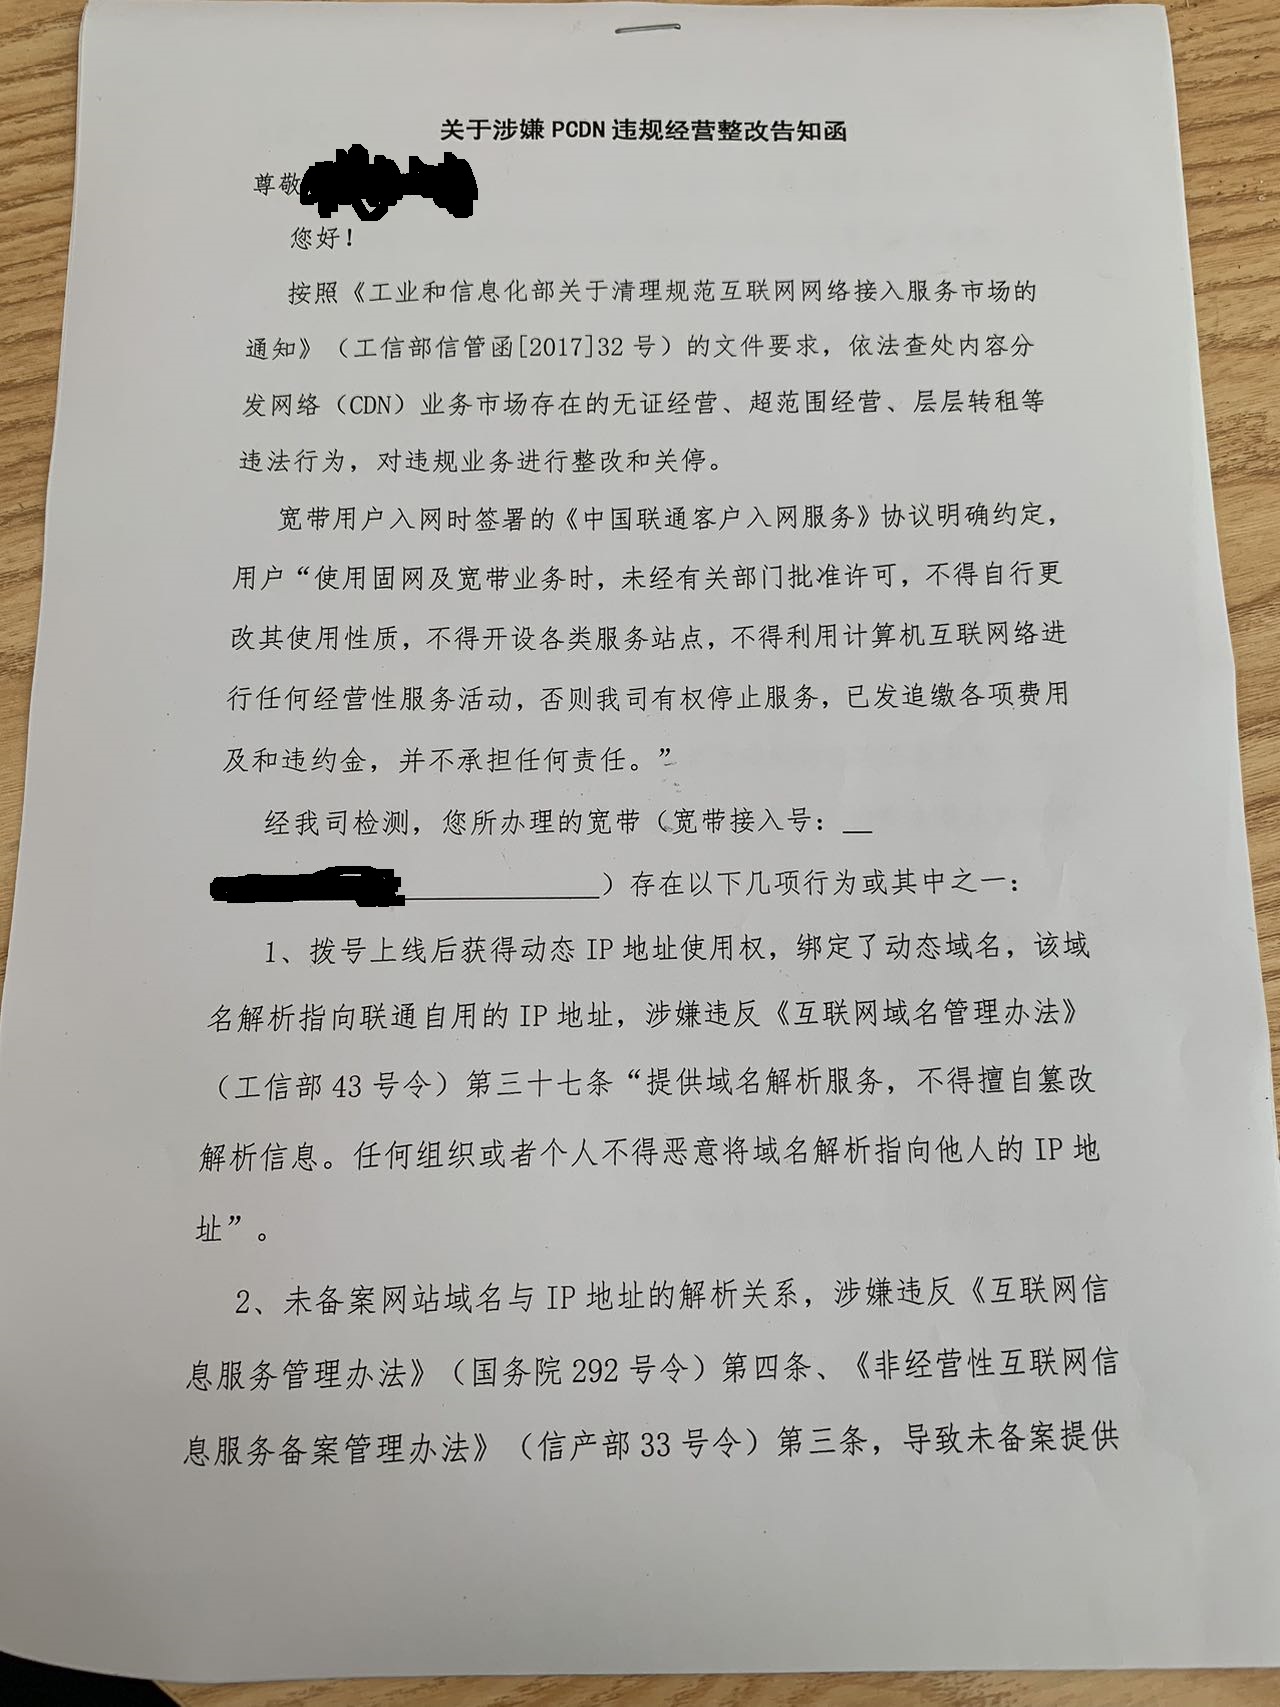 关于涉嫌 PCDN 违规经营整改告知函
尊敬
您好！
按照《工业和信息化部关于清理规范互联网网络接入服务市场的
通知》（工信部信管函[2017]32 号）的文件要求，依法查处内容分
发网络（CDN）业务市场存在的无证经营、超范围经营、层层转租等
违法行为，对违规业务进行整改和关停。
宽带用户入网时签署的《中国联通客户入网服务》协议明确约定，
用户“使用固网及宽带业务时，未经有关部门批准许可，不得自行更
改其使用性质，不得开设各类服务站点，不得利用计算机互联网络进
行任何经营性服务活动，否则我司有权停止服务，已发追缴各项费用
及和违约金，并不承担任何责任。”
经我司检测，您所办理的宽带（宽带接入号：__
____________）存在以下几项行为或其中之一：
1、拨号上线后获得动态 IP 地址使用权，绑定了动态域名，该域
名解析指向联通自用的 IP 地址，涉嫌违反《互联网域名管理办法》
（工信部 43 号令）第三十七条“提供域名解析服务，不得擅自篡改
解析信息。任何组织或者个人不得恶意将域名解析指向他人的 IP 地
址”。
2、未备案网站域名与 IP 地址的解析关系，涉嫌违反《互联网信
息服务管理办法》（国务院 292 号令）第四条、《非经营性互联网信
息服务备案管理办法》（信产部 33 号令）第三条，导致未备案提供